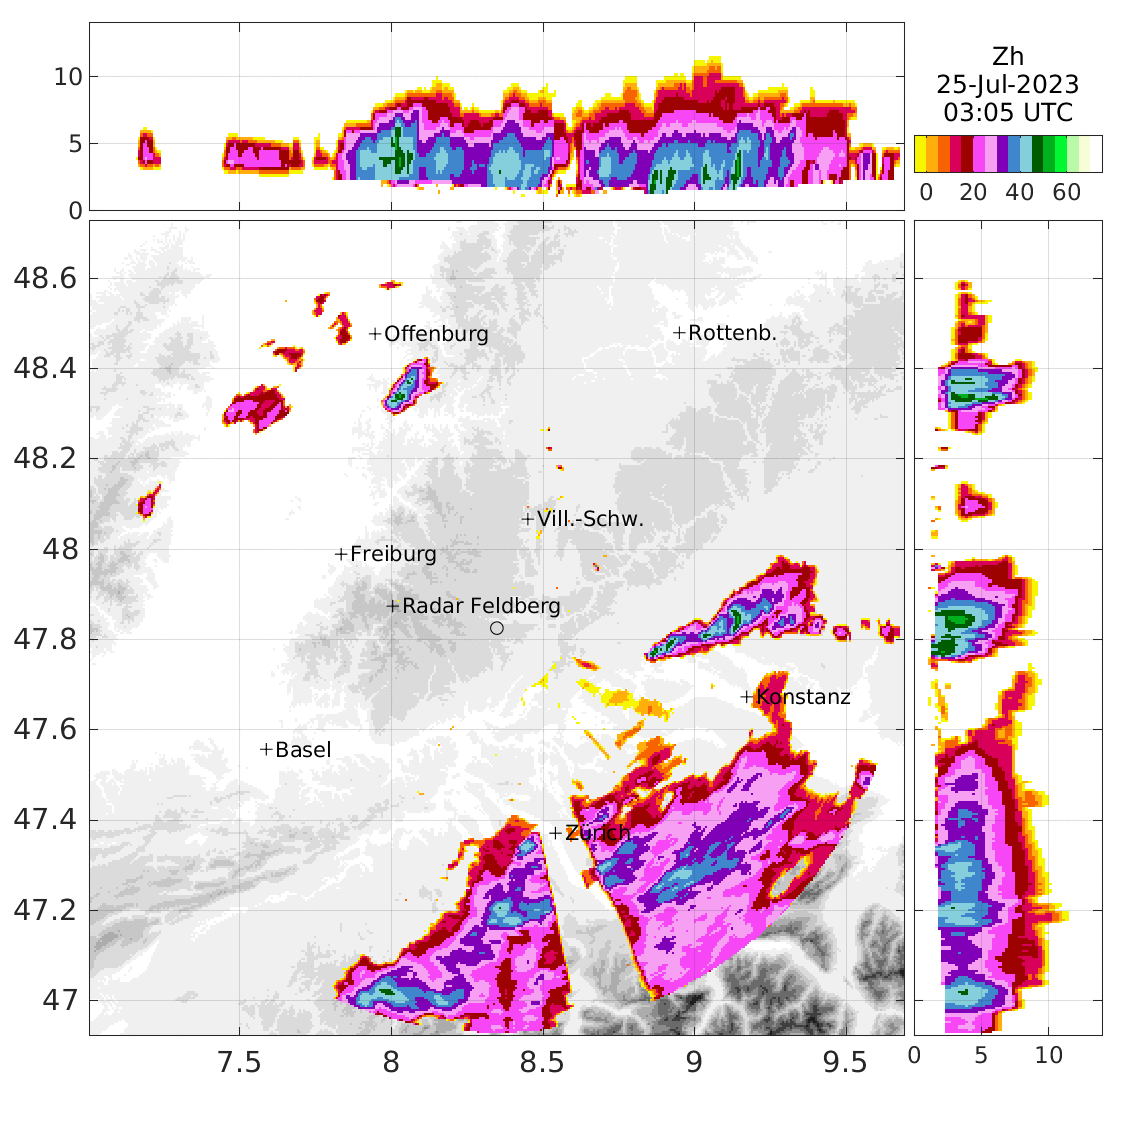 10
5
0
Zh
25-Jul-2023
03:05 UTC
0 20 40 60
48.6
48.4
48.2
48
47.8
47.6
47.4
47.2
47
+Offenburg
+Rottenb.
+Vill.-Schw.
+Freiburg
+Radar Feldberg
+Konstanz
+Basel
+Zürich
7.5 8 8.5 9 9.5
0 5 10